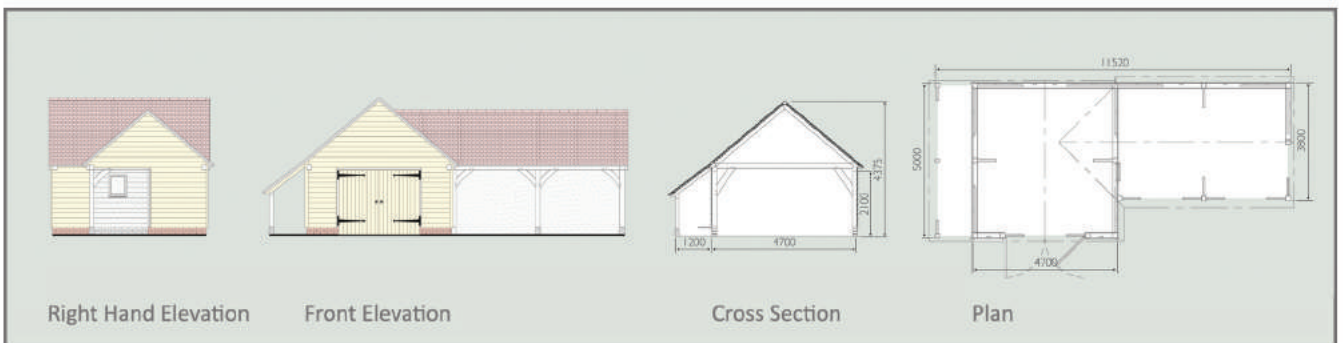 11520
5000
3800
4375
2100
1200
4700
4700
Right Hand Elevation
Front Elevation
Cross Section
Plan